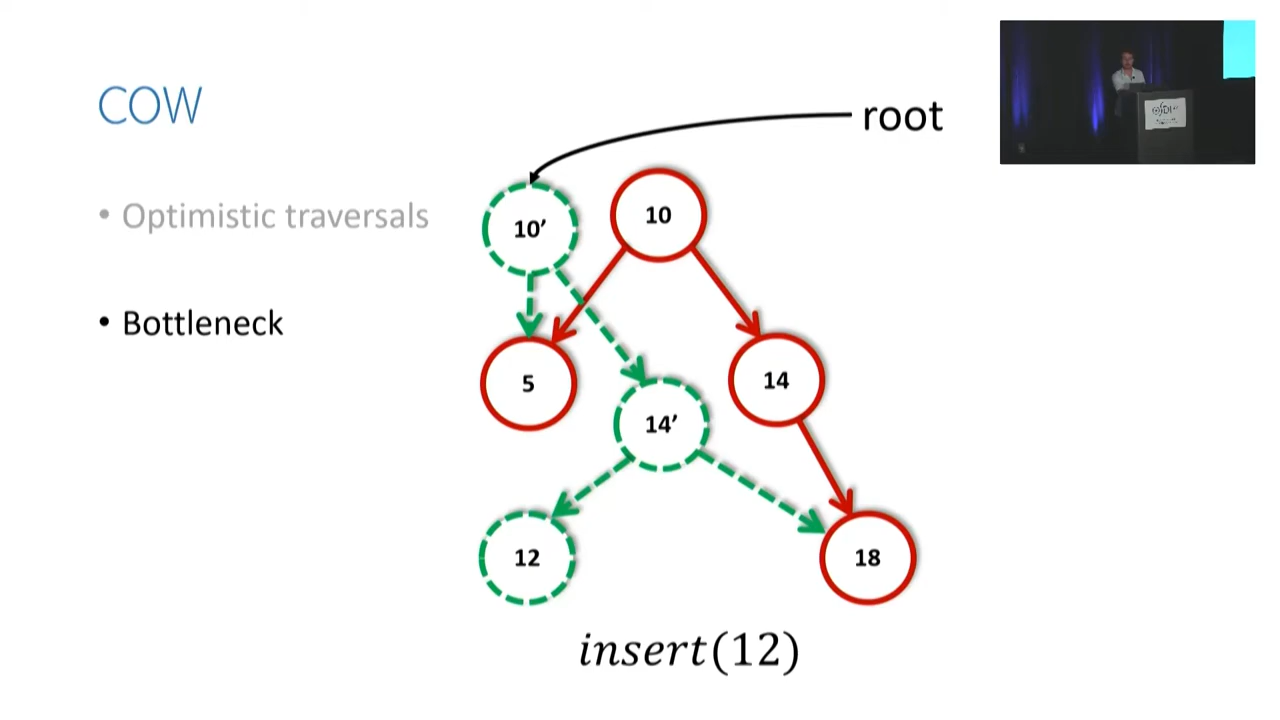 COW
root
• Optimistic traversals
10′
10
• Bottleneck
5
14
14′
12
18
insert(12)